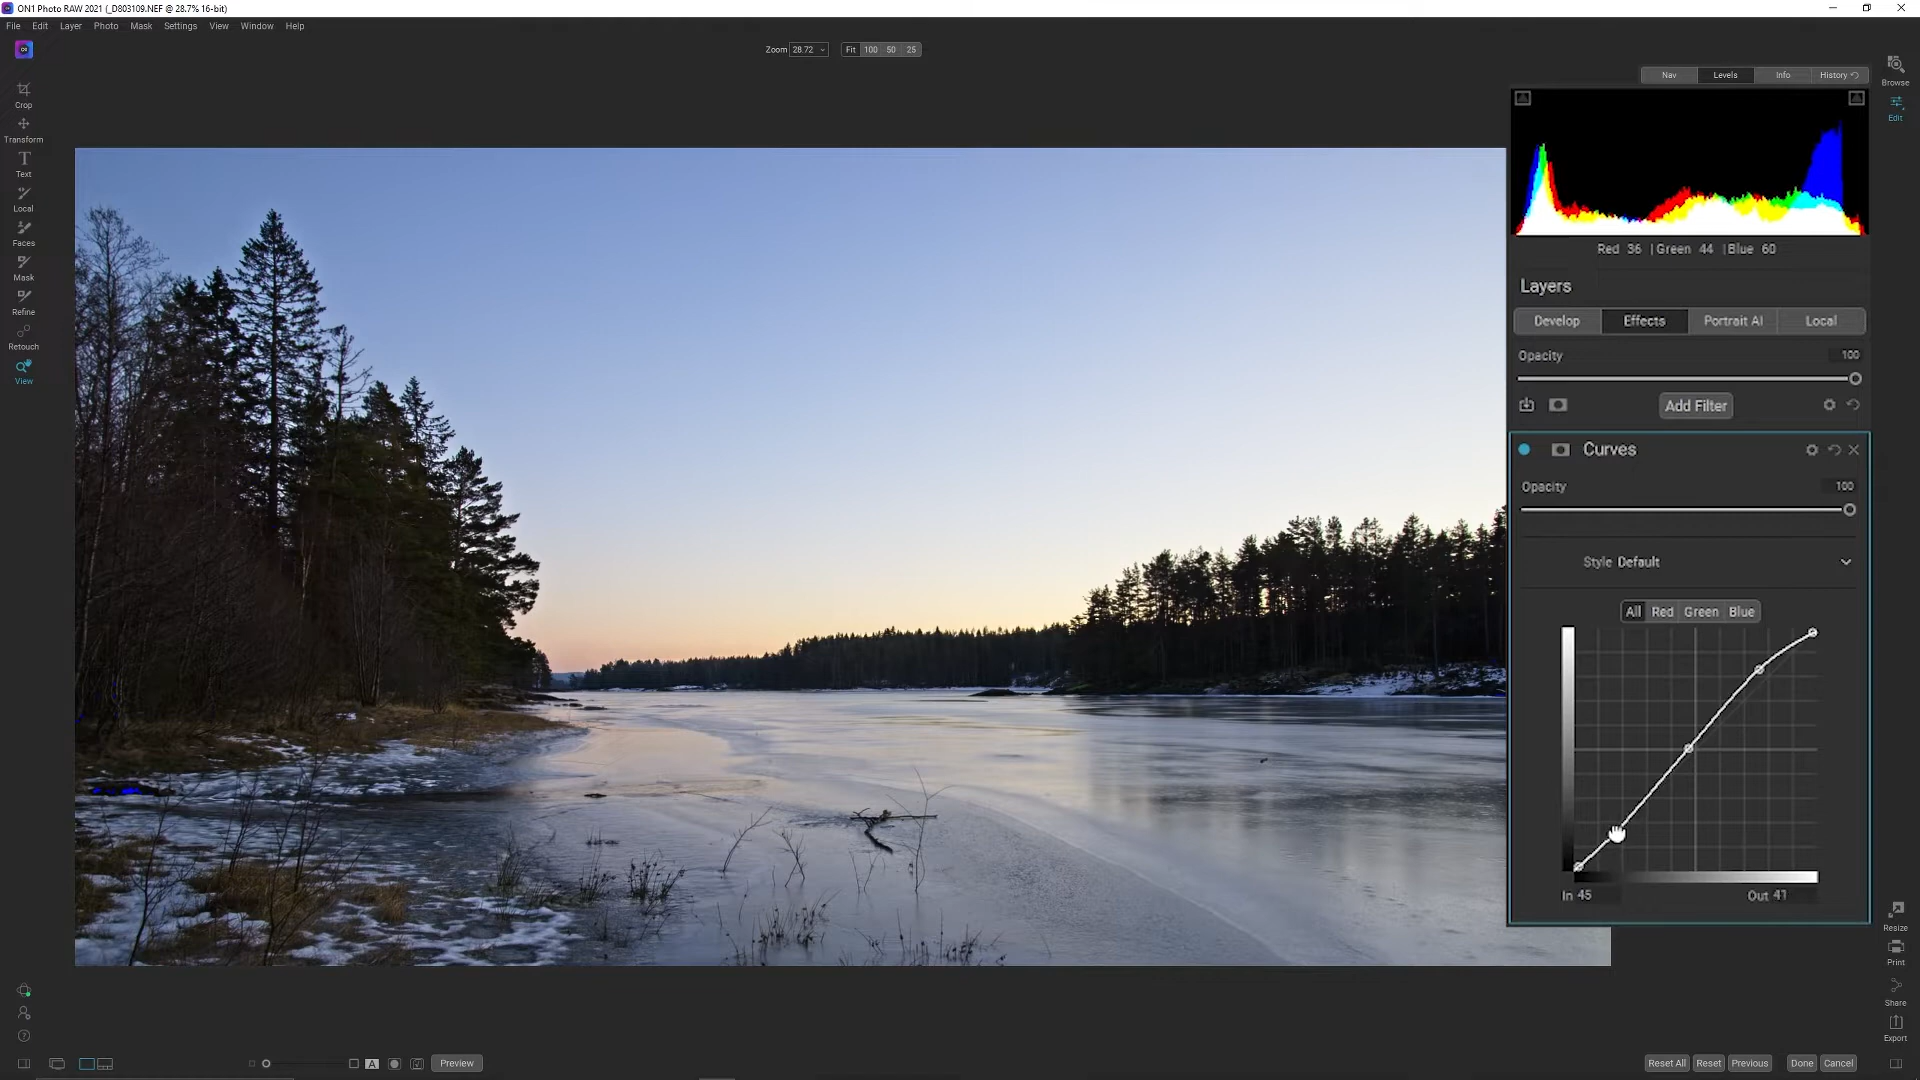 ON1 Photo RAW 2021 (_D803109.NEF @ 28.7% 16-bit)
File Edit Layer Photo Mask Settings View Window Help
Zoom 28.72 Fit 100 50 25
Nav Levels Info History
Browse
Edit
Crop
Transform
Text
Local
Faces
Mask
Refine
Retouch
View
Red 36 | Green 44 | Blue 60
Layers
Develop Effects Portrait AI Local
Opacity 100
Add Filter
Curves
Opacity 100
Style Default
All Red Green Blue
In 45 Out 41
Resize
Print
Share
Export
A Preview
Reset All Reset Previous Done Cancel